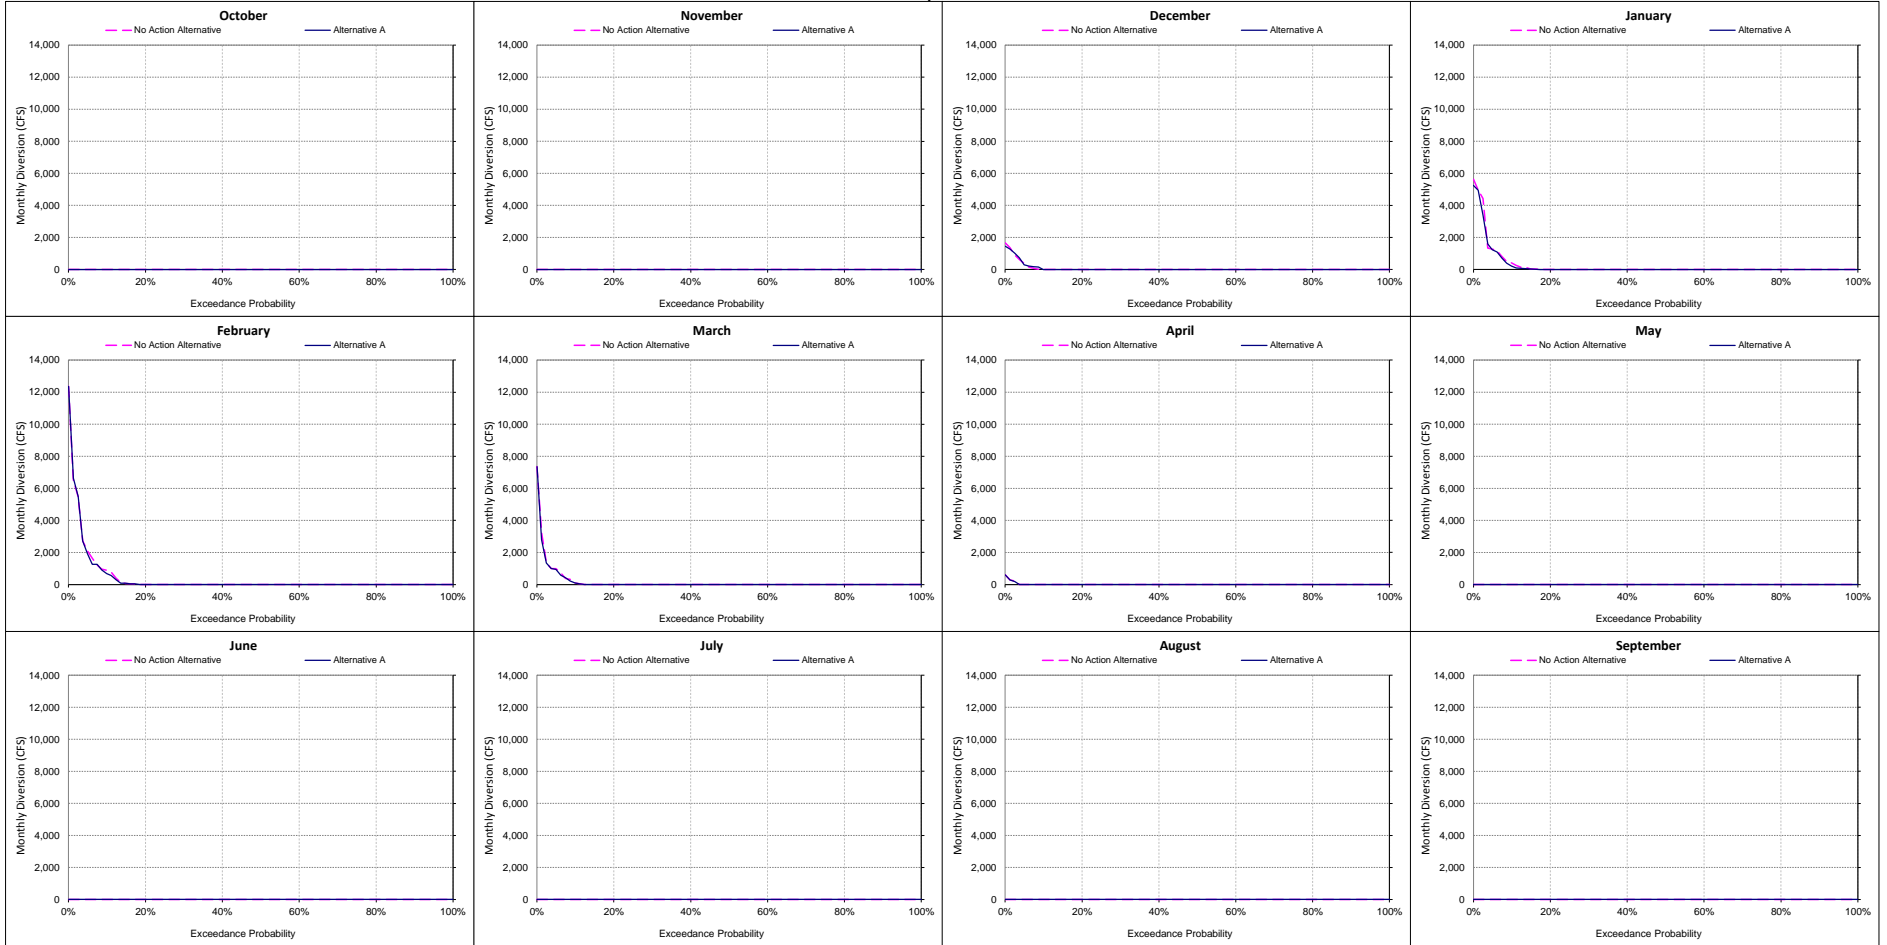 October
No Action Alternative Alternative A
Monthly Diversion (CFS)
14,000
12,000
10,000
8,000
6,000
4,000
2,000
0
0% 20% 40% 60% 80% 100%
Exceedance Probability
November
No Action Alternative Alternative A
Monthly Diversion (CFS)
14,000
12,000
10,000
8,000
6,000
4,000
2,000
0
0% 20% 40% 60% 80% 100%
Exceedance Probability
December
No Action Alternative Alternative A
Monthly Diversion (CFS)
14,000
12,000
10,000
8,000
6,000
4,000
2,000
0
0% 20% 40% 60% 80% 100%
Exceedance Probability
January
No Action Alternative Alternative A
Monthly Diversion (CFS)
14,000
12,000
10,000
8,000
6,000
4,000
2,000
0
0% 20% 40% 60% 80% 100%
Exceedance Probability
February
No Action Alternative Alternative A
Monthly Diversion (CFS)
14,000
12,000
10,000
8,000
6,000
4,000
2,000
0
0% 20% 40% 60% 80% 100%
Exceedance Probability
March
No Action Alternative Alternative A
Monthly Diversion (CFS)
14,000
12,000
10,000
8,000
6,000
4,000
2,000
0
0% 20% 40% 60% 80% 100%
Exceedance Probability
April
No Action Alternative Alternative A
Monthly Diversion (CFS)
14,000
12,000
10,000
8,000
6,000
4,000
2,000
0
0% 20% 40% 60% 80% 100%
Exceedance Probability
May
No Action Alternative Alternative A
Monthly Diversion (CFS)
14,000
12,000
10,000
8,000
6,000
4,000
2,000
0
0% 20% 40% 60% 80% 100%
Exceedance Probability
June
No Action Alternative Alternative A
Monthly Diversion (CFS)
14,000
12,000
10,000
8,000
6,000
4,000
2,000
0
0% 20% 40% 60% 80% 100%
Exceedance Probability
July
No Action Alternative Alternative A
Monthly Diversion (CFS)
14,000
12,000
10,000
8,000
6,000
4,000
2,000
0
0% 20% 40% 60% 80% 100%
Exceedance Probability
August
No Action Alternative Alternative A
Monthly Diversion (CFS)
14,000
12,000
10,000
8,000
6,000
4,000
2,000
0
0% 20% 40% 60% 80% 100%
Exceedance Probability
September
No Action Alternative Alternative A
Monthly Diversion (CFS)
14,000
12,000
10,000
8,000
6,000
4,000
2,000
0
0% 20% 40% 60% 80% 100%
Exceedance Probability